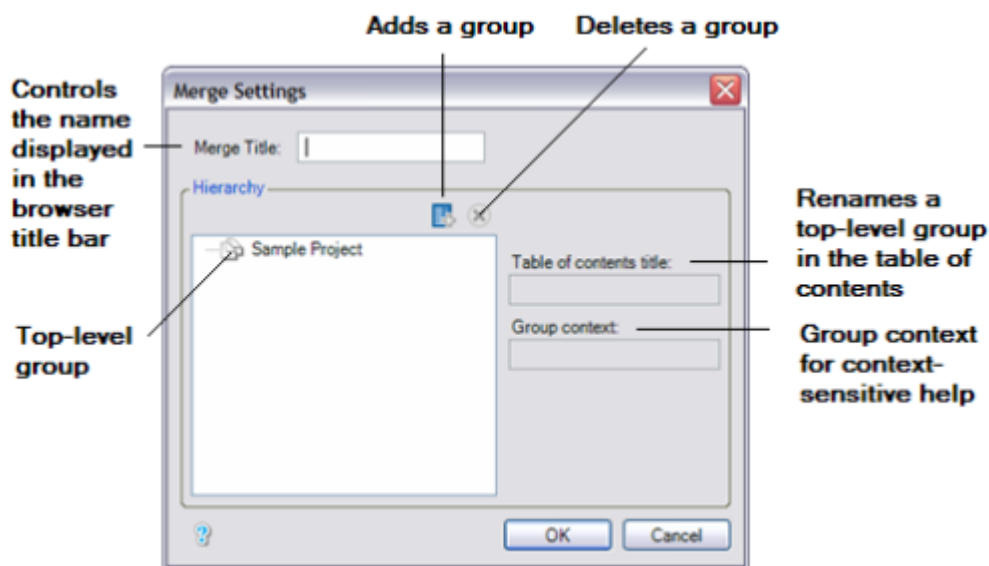 Adds a group
Deletes a group
Controls
the name
displayed
in the
browser
title bar
Merge Settings
Merge Title:
Hierarchy
Sample Project
Table of contents title:
Group context:
Renames a
top-level group
in the table of
contents
Top-level
group
Group context
for context-
sensitive help
?
OK
Cancel